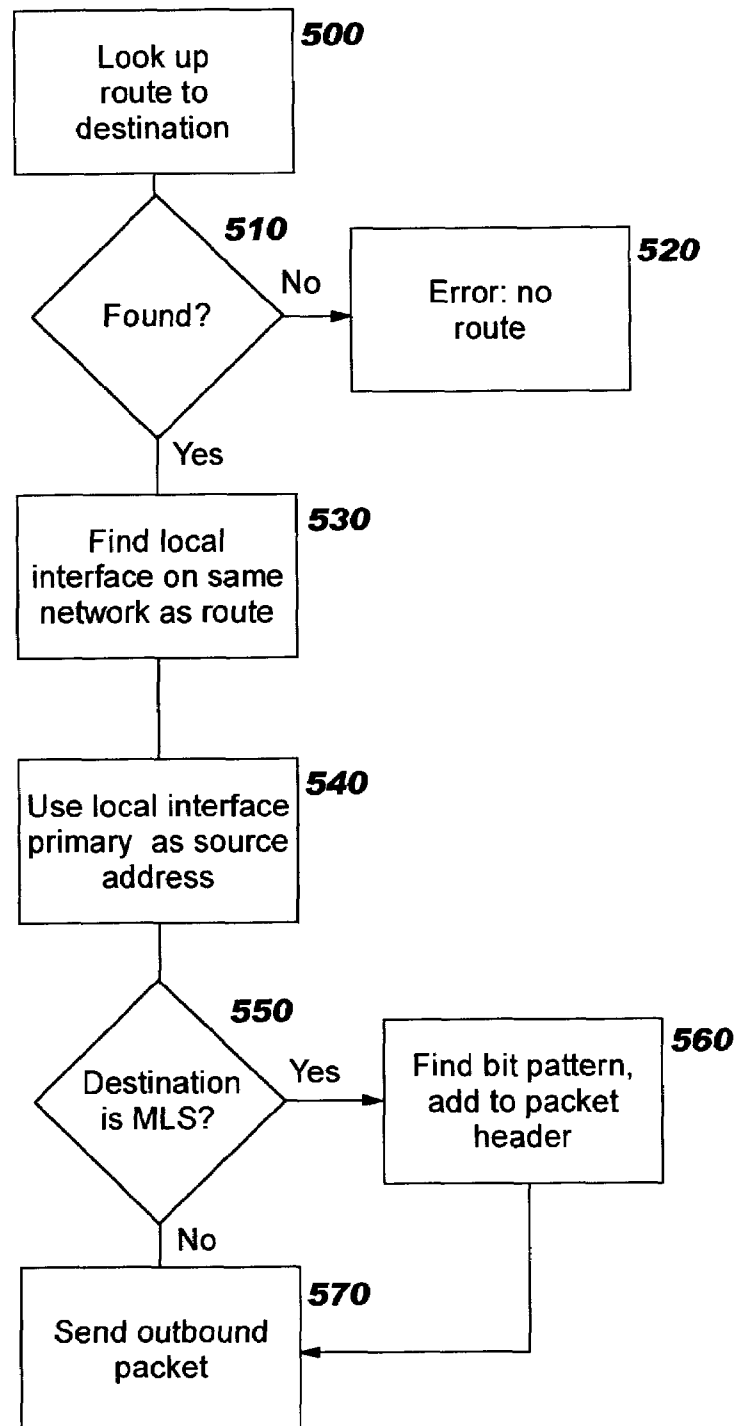 500
Look up
route to
destination
510
Found?
No
520
Error: no
route
Yes
530
Find local
interface on same
network as route
540
Use local interface
primary as source
address
550
Destination
is MLS?
Yes
560
Find bit pattern,
add to packet
header
No
570
Send outbound
packet